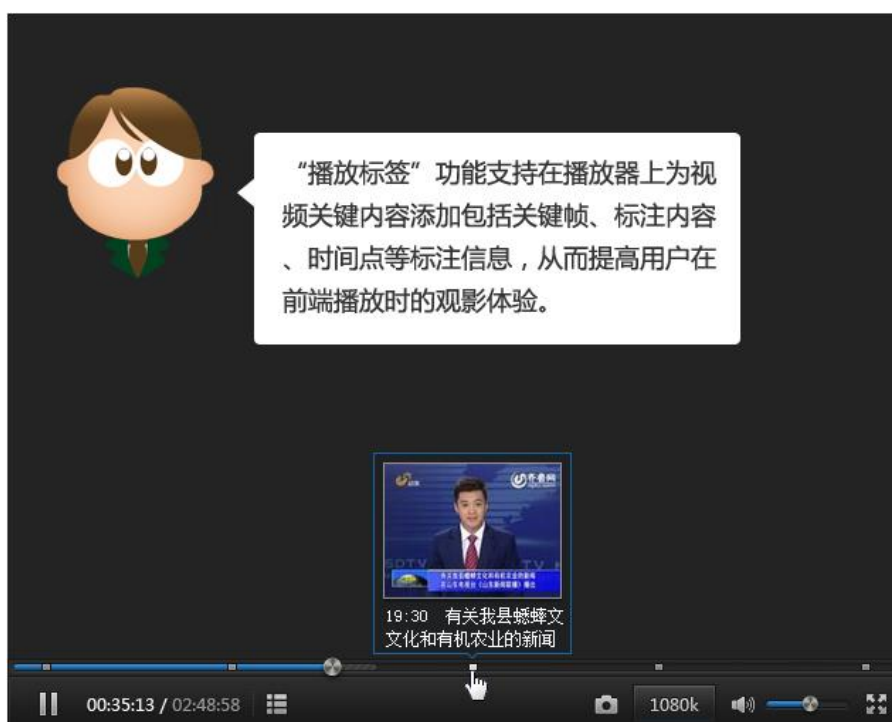 “播放标签”功能支持在播放器上为视
频关键内容添加包括关键帧、标注内容
、时间点等标注信息，从而提高用户在
前端播放时的观影体验。
齐鲁网
SDTV
19:30 有关我县蟋蟀文
文化和有机农业的新闻
00:35:13 / 02:48:58
1080k